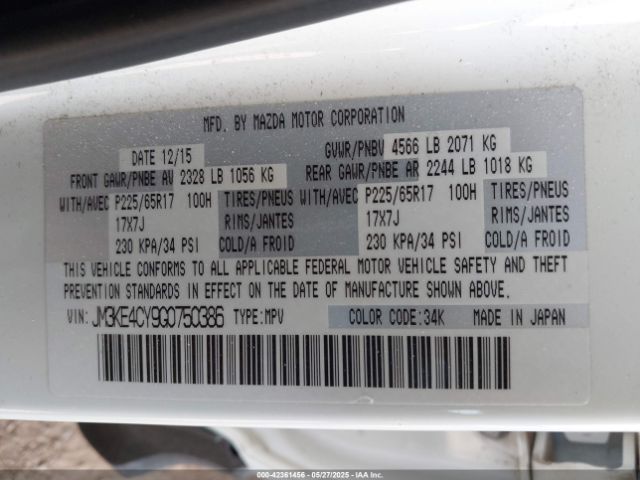 MFD. BY MAZDA MOTOR CORPORATION
DATE 12/15 GVWR/PNBV 4566 LB 2071 KG
FRONT GAWR/PNBE AV 2328 LB 1056 KG REAR GAWR/PNBE AR 2244 LB 1018 KG
WITH/AVEC P225/65R17 100H TIRES/PNEUS WITH/AVEC P225/65R17 100H TIRES/PNEUS
17X7J RIMS/JANTES 17X7J RIMS/JANTES
230 KPA/34 PSI COLD/A FROID 230 KPA/34 PSI COLD/A FROID
THIS VEHICLE CONFORMS TO ALL APPLICABLE FEDERAL MOTOR VEHICLE SAFETY AND THEFT
PREVENTION STANDARDS IN EFFECT ON THE DATE OF MANUFACTURE SHOWN ABOVE.
VIN: JM3KE4CY9G0750386 TYPE:MPV COLOR CODE:34K MADE IN JAPAN
000-42361456 05/27/2025 COPYRIGHT IAA, LLC.